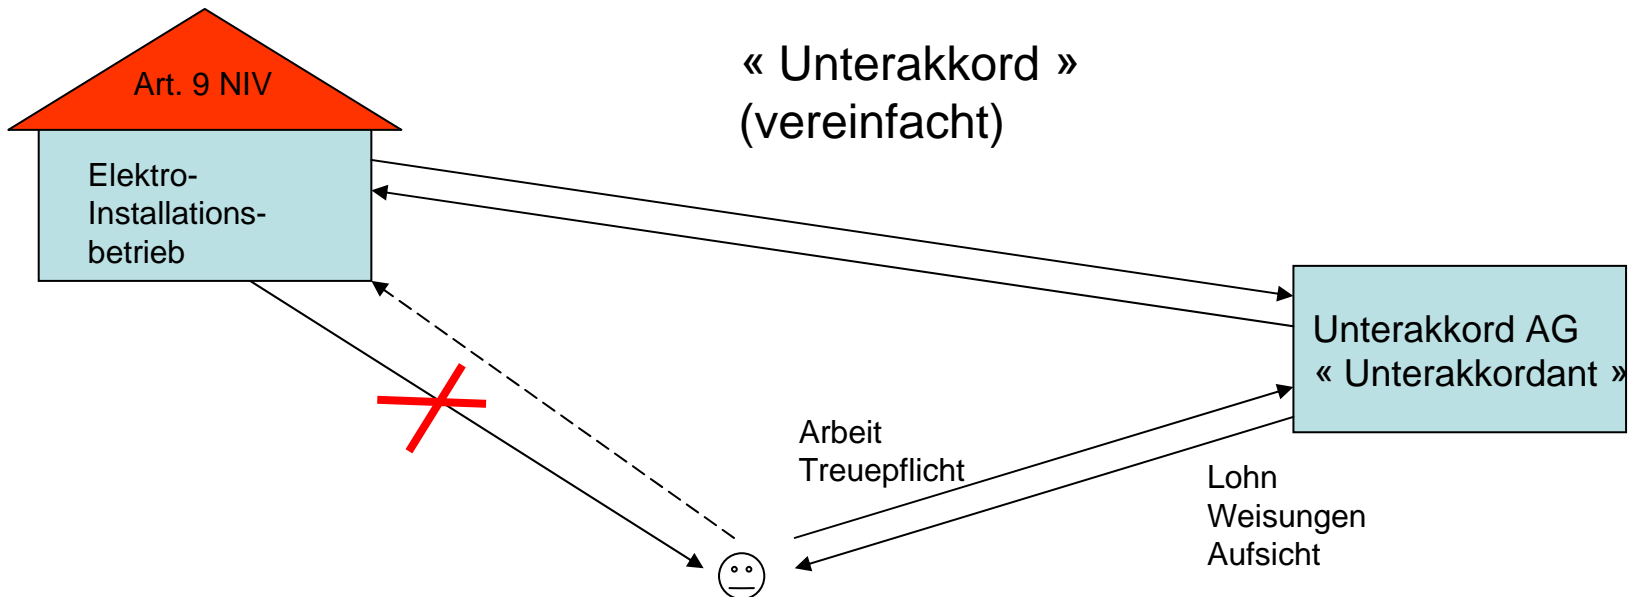 « Unterakkord »
(vereinfacht)
Art. 9 NIV
Elektro-
Installations-
betrieb
Unterakkord AG
« Unterakkordant »
Arbeit
Treuepflicht
Lohn
Weisungen
Aufsicht